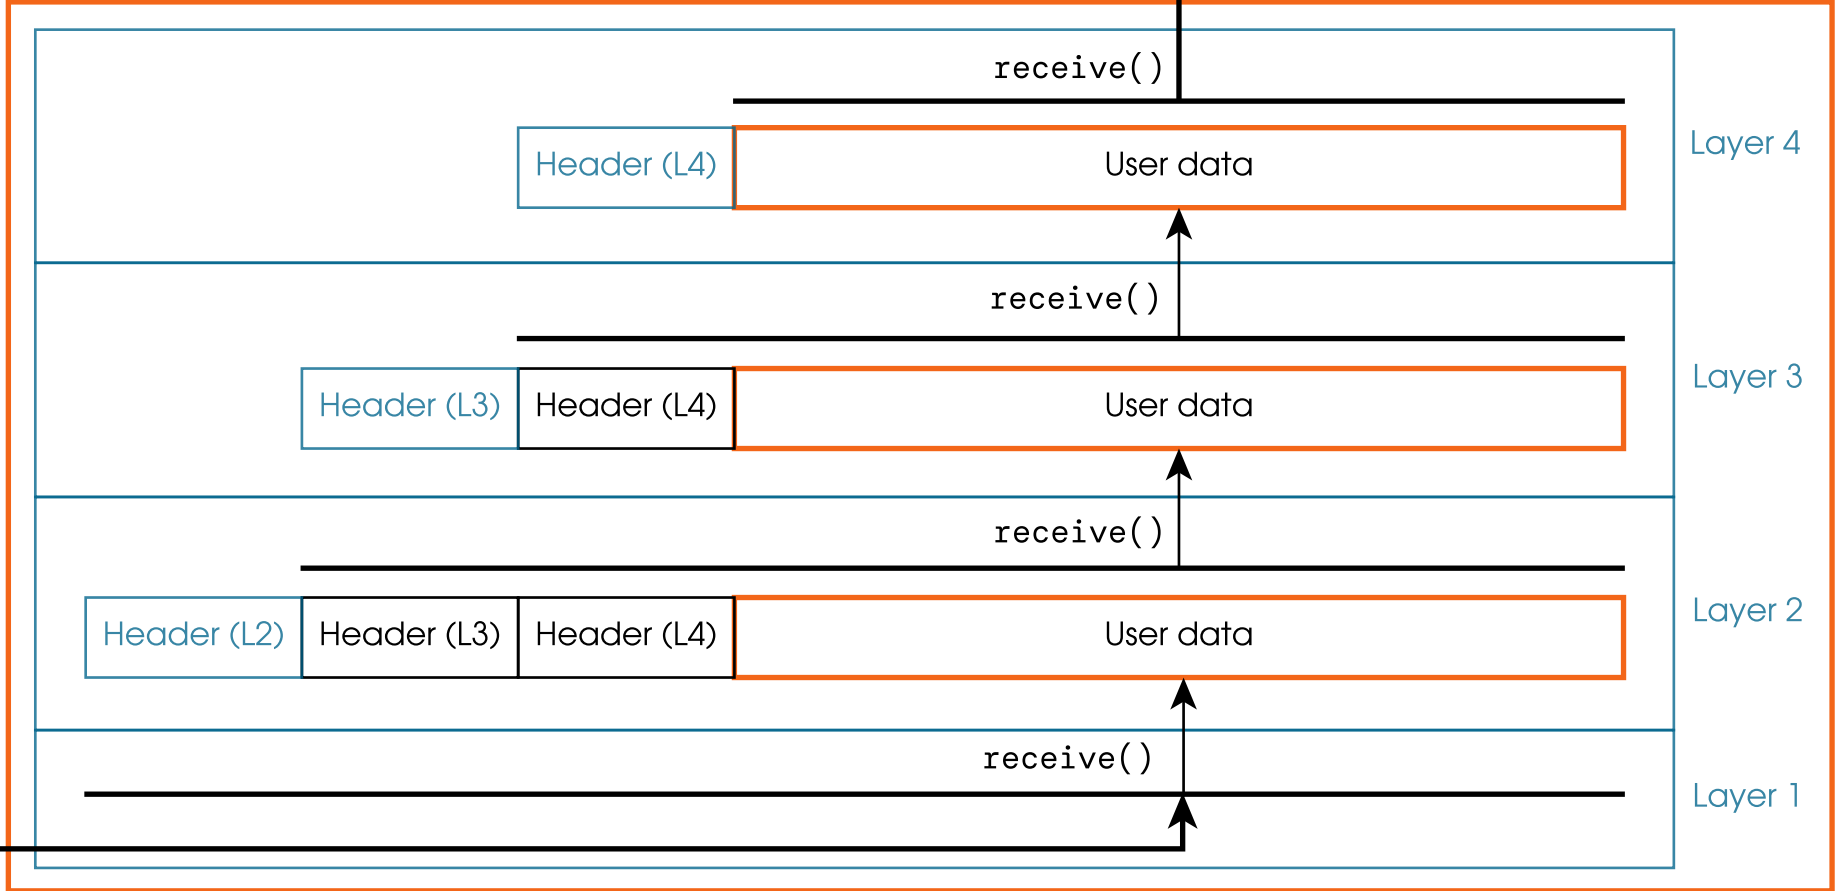 receive()
Header (L4)
User data
Layer 4
receive()
Header (L3)
Header (L4)
User data
Layer 3
receive()
Header (L2)
Header (L3)
Header (L4)
User data
Layer 2
receive()
Layer 1